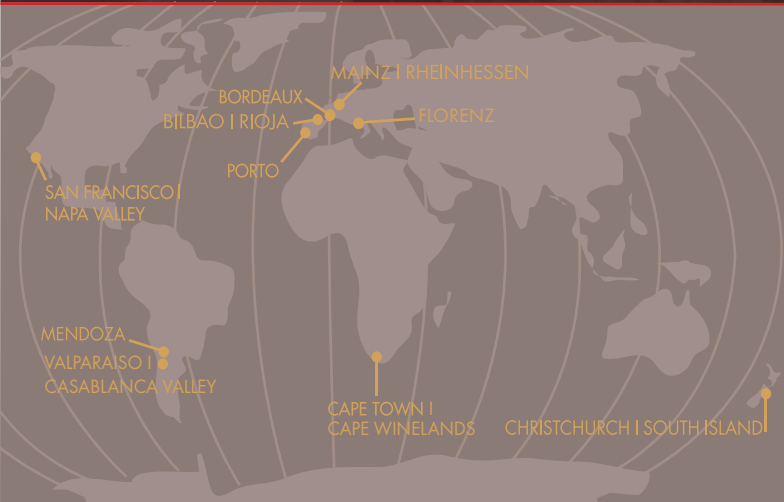 MAINZ | RHEINHESSEN
BORDEAUX
BILBAO | RIOJA
FLORENZ
PORTO
SAN FRANCISCO |
NAPA VALLEY
MENDOZA
VALPARAISO |
CASABLANCA VALLEY
CAPE TOWN |
CAPE WINELANDS
CHRISTCHURCH | SOUTH ISLAND